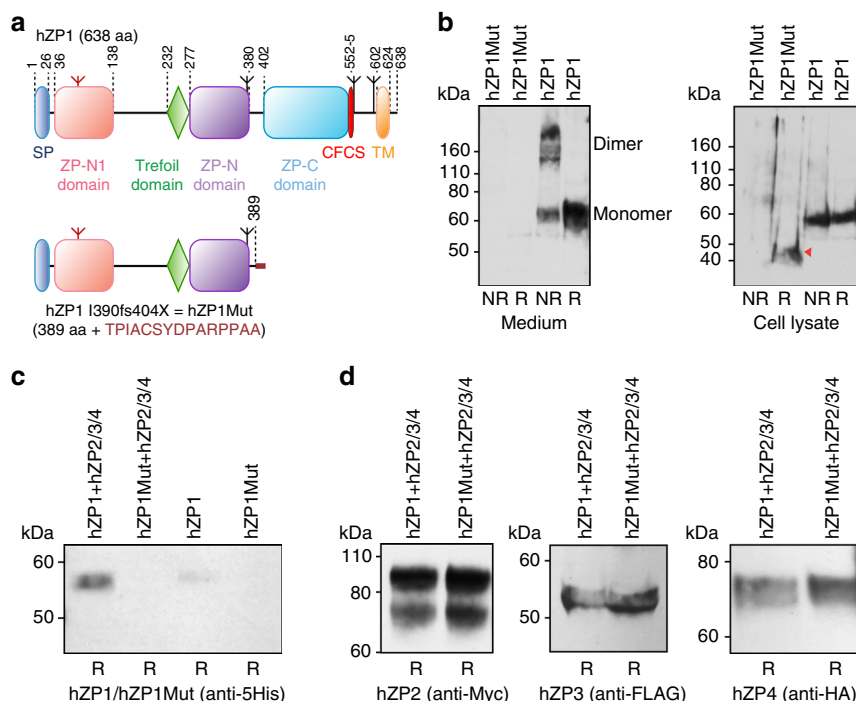 a
hZP1 (638 aa)
1 26 36 138 232 277 380 402 552-5 602 624 638
SP
ZP-N1 domain
Trefoil domain
ZP-N domain
ZP-C domain
CFCS
TM
389
hZP1 I390fs404X = hZP1Mut
(389 aa + TPIACSYDPARPPAA)
b
hZP1Mut hZP1Mut hZP1 hZP1
kDa
160
110
80
60
50
Dimer
Monomer
NR R NR R
Medium
hZP1Mut hZP1Mut hZP1 hZP1
kDa
160
110
80
60
50
40
NR R NR R
Cell lysate
c
hZP1+hZP2/3/4 hZP1Mut+hZP2/3/4 hZP1 hZP1Mut
kDa
60
50
R R R R
hZP1/hZP1Mut (anti-5His)
d
hZP1+hZP2/3/4 hZP1Mut+hZP2/3/4
kDa
110
80
60
R R
hZP2 (anti-Myc)
hZP1+hZP2/3/4 hZP1Mut+hZP2/3/4
kDa
60
50
R R
hZP3 (anti-FLAG)
hZP1+hZP2/3/4 hZP1Mut+hZP2/3/4
kDa
80
60
R R
hZP4 (anti-HA)